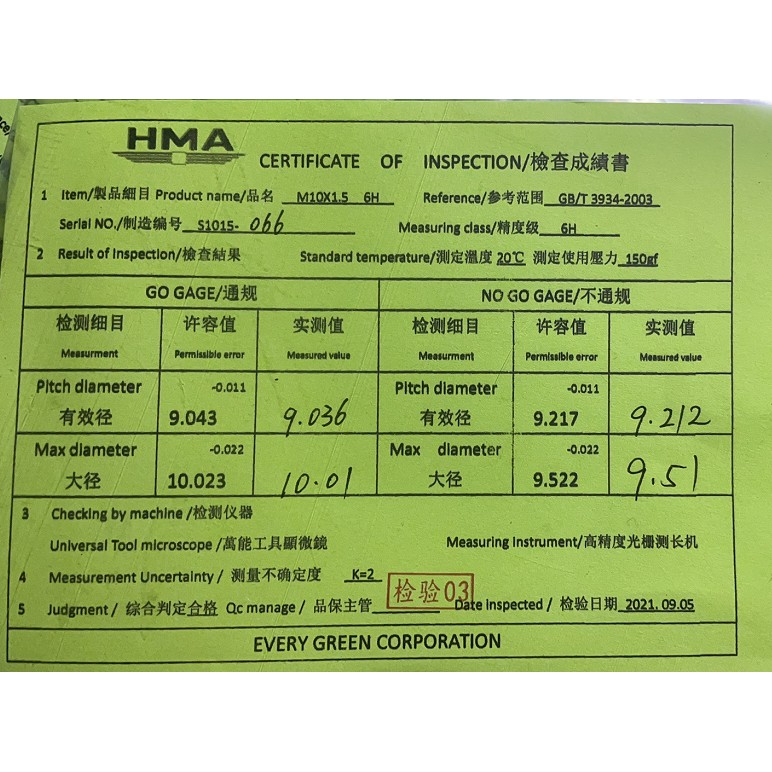 HMA
CERTIFICATE OF INSPECTION/檢查成績書
1 Item/製品細目 Product name/品名 M10X1.5 6H Reference/參考范围 GB/T 3934-2003
Serial NO./制造编号 S1015-066 Measuring class/精度级 6H
2 Result of Inspection/檢查結果 Standard temperature/測定溫度 20℃ 測定使用壓力 150gf
GO GAGE/通规 NO GO GAGE/不通规
检测细目 许容值 实测值 检测细目 许容值 实测值
Measurment Permissible error Measured value Measurment Permissible error Measured value
Pitch diameter -0.011 Pitch diameter -0.011
有效径 9.043 9.036 有效径 9.217 9.212
Max diameter -0.022 Max diameter -0.022
大径 10.023 10.01 大径 9.522 9.51
3 Checking by machine /检测仪器
Universal Tool microscope /萬能工具顯微鏡 Measuring Instrument/高精度光栅测长机
4 Measurement Uncertainty / 测量不确定度 K=2
检验03
5 Judgment / 綜合判定合格 Qc manage / 品保主管 Date inspected / 检验日期 2021. 09.05
EVERY GREEN CORPORATION